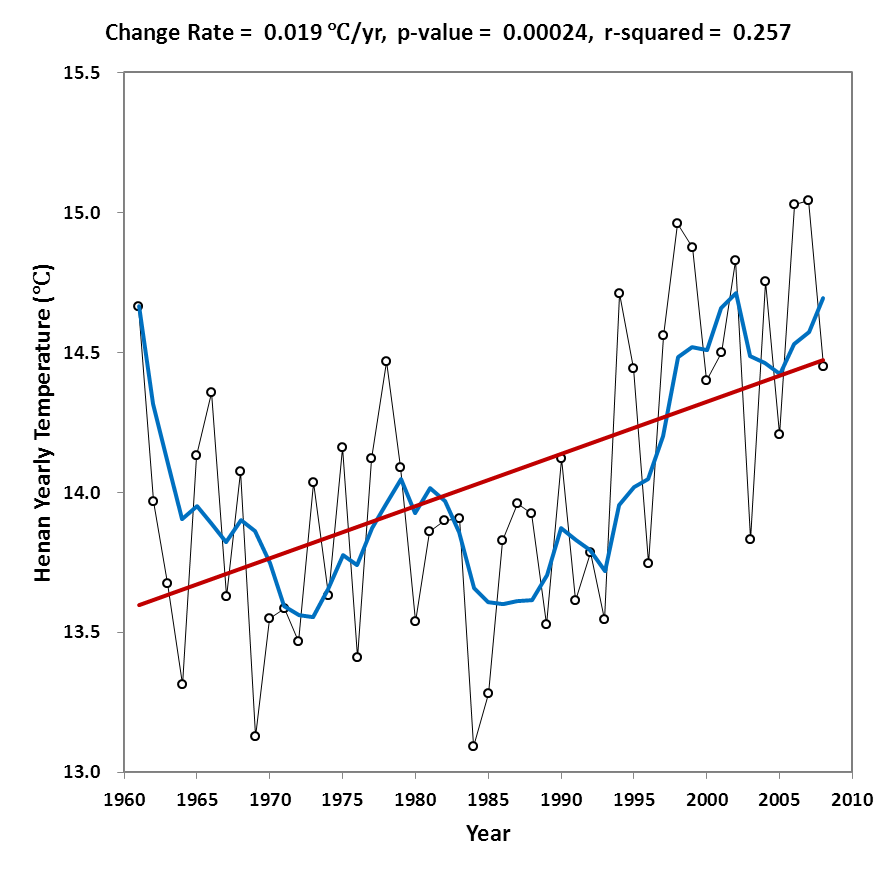 Change Rate =  0.019 ℃/yr,  p-value =  0.00024,  r-squared =  0.257
15.5
15.0
14.5
14.0
13.5
13.0
Henan Yearly Temperature (℃)
1960 1965 1970 1975 1980 1985 1990 1995 2000 2005 2010
Year